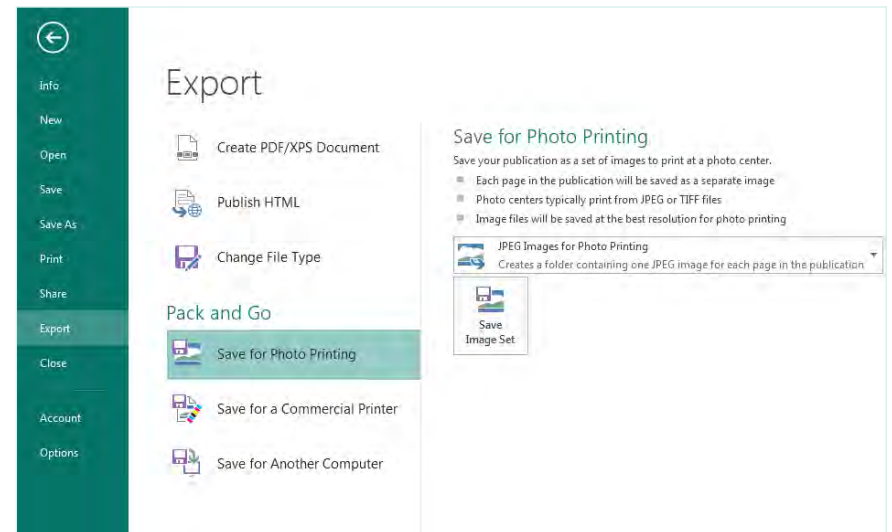 Info
New
Open
Save
Save As
Print
Share
Export
Close
Account
Options
Export
Create PDF/XPS Document
Publish HTML
Change File Type
Pack and Go
Save for Photo Printing
Save for a Commercial Printer
Save for Another Computer
Save for Photo Printing
Save your publication as a set of images to print at a photo center.
Each page in the publication will be saved as a separate image
Photo centers typically print from JPEG or TIFF files
Image files will be saved at the best resolution for photo printing
JPEG Images for Photo Printing
Creates a folder containing one JPEG image for each page in the publication
Save
Image Set